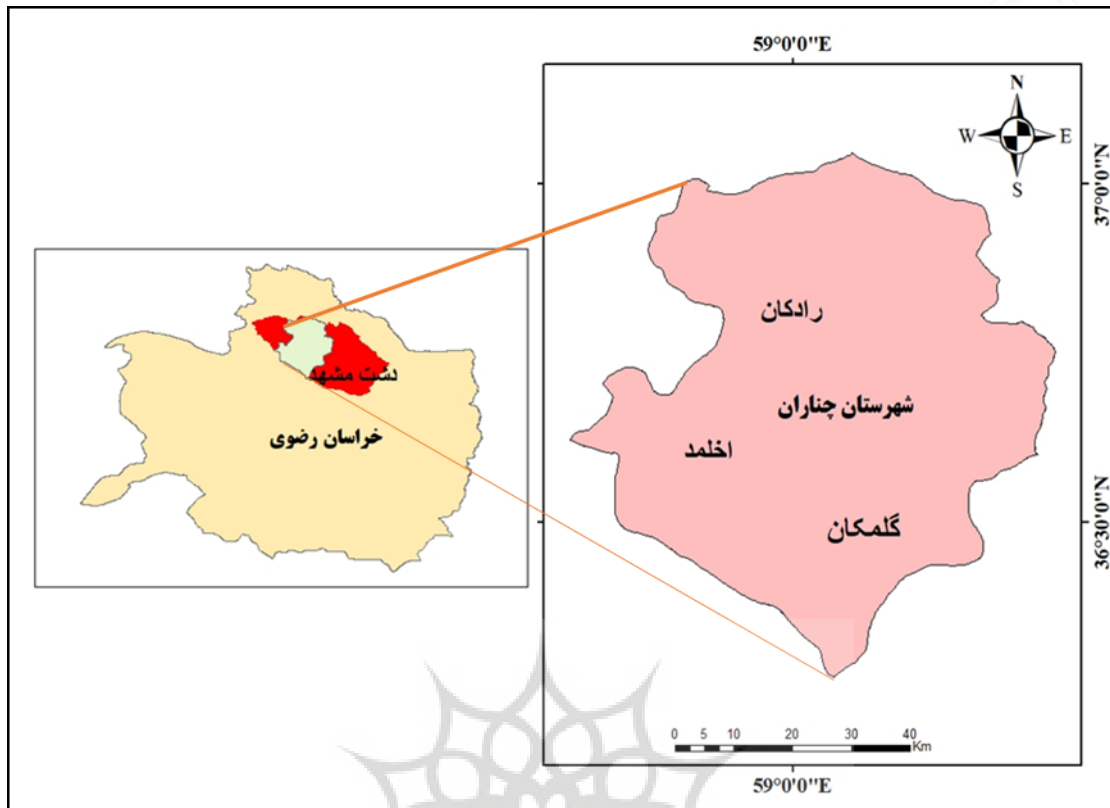 59°0'0"E
N
W
E
S
37°0'0"N
رادکان
شهرستان چناران
اخلمد
گلمکان
36°30'0"N
0 5 10 20 30 40
Km
59°0'0"E
دشت مشهد
خراسان رضوی